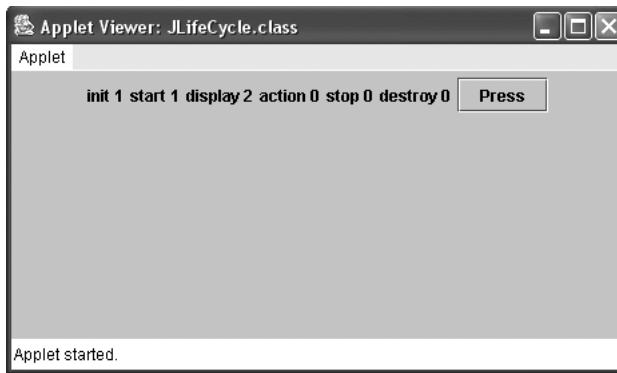 Applet Viewer: JLifeCycle.class
Applet
init 1 start 1 display 2 action 0 stop 0 destroy 0 Press
Applet started.